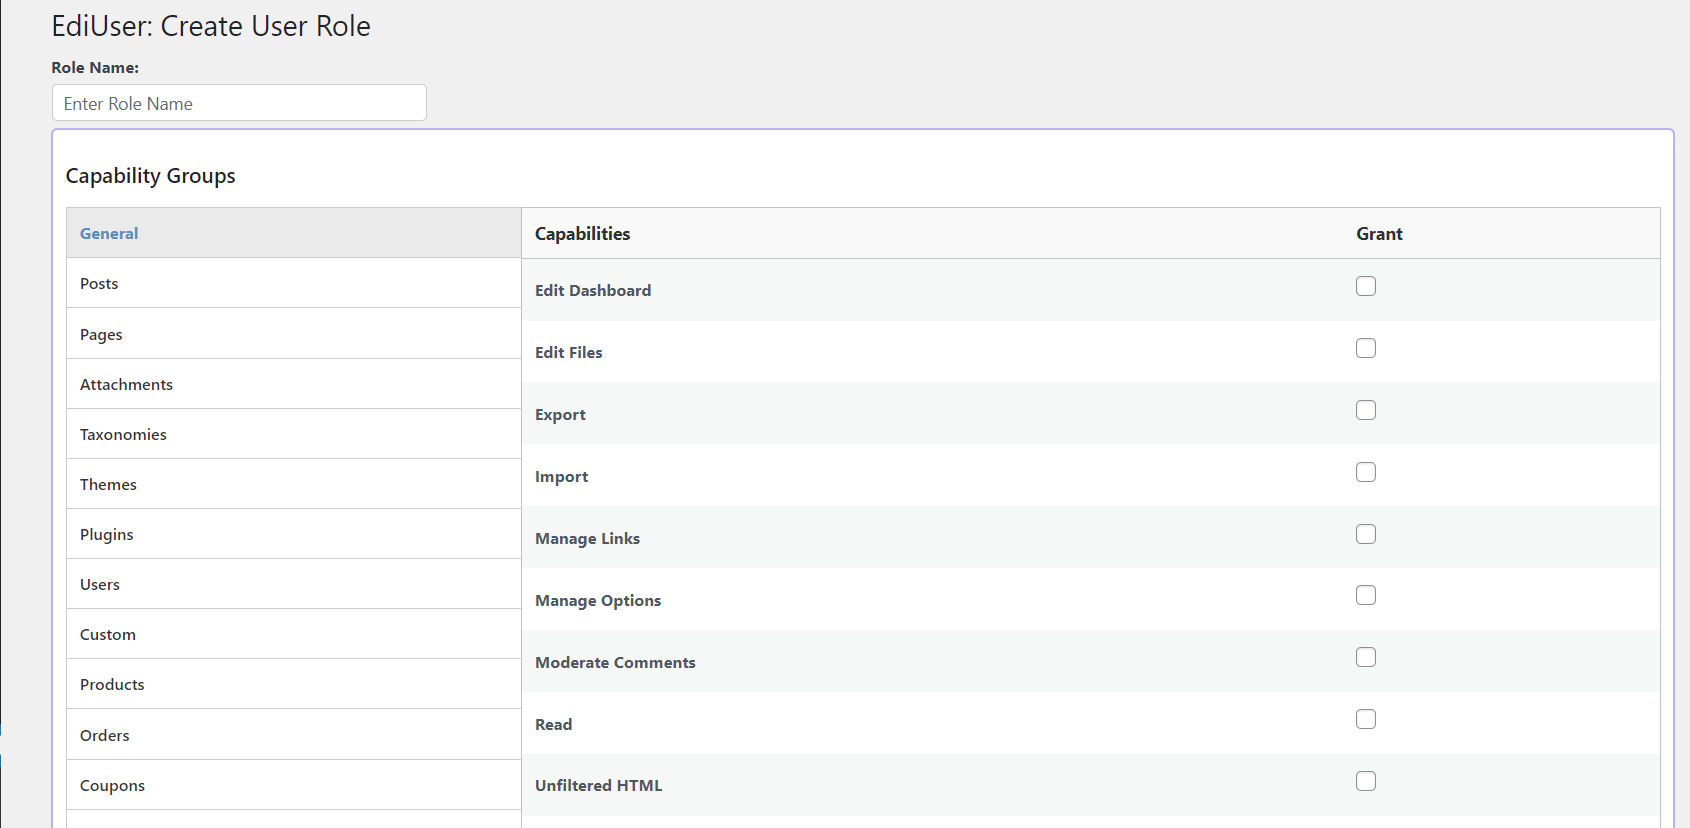 EdiUser: Create User Role
Role Name:
Enter Role Name
Capability Groups
General
Posts
Pages
Attachments
Taxonomies
Themes
Plugins
Users
Custom
Products
Orders
Coupons
Capabilities Grant
Edit Dashboard
Edit Files
Export
Import
Manage Links
Manage Options
Moderate Comments
Read
Unfiltered HTML